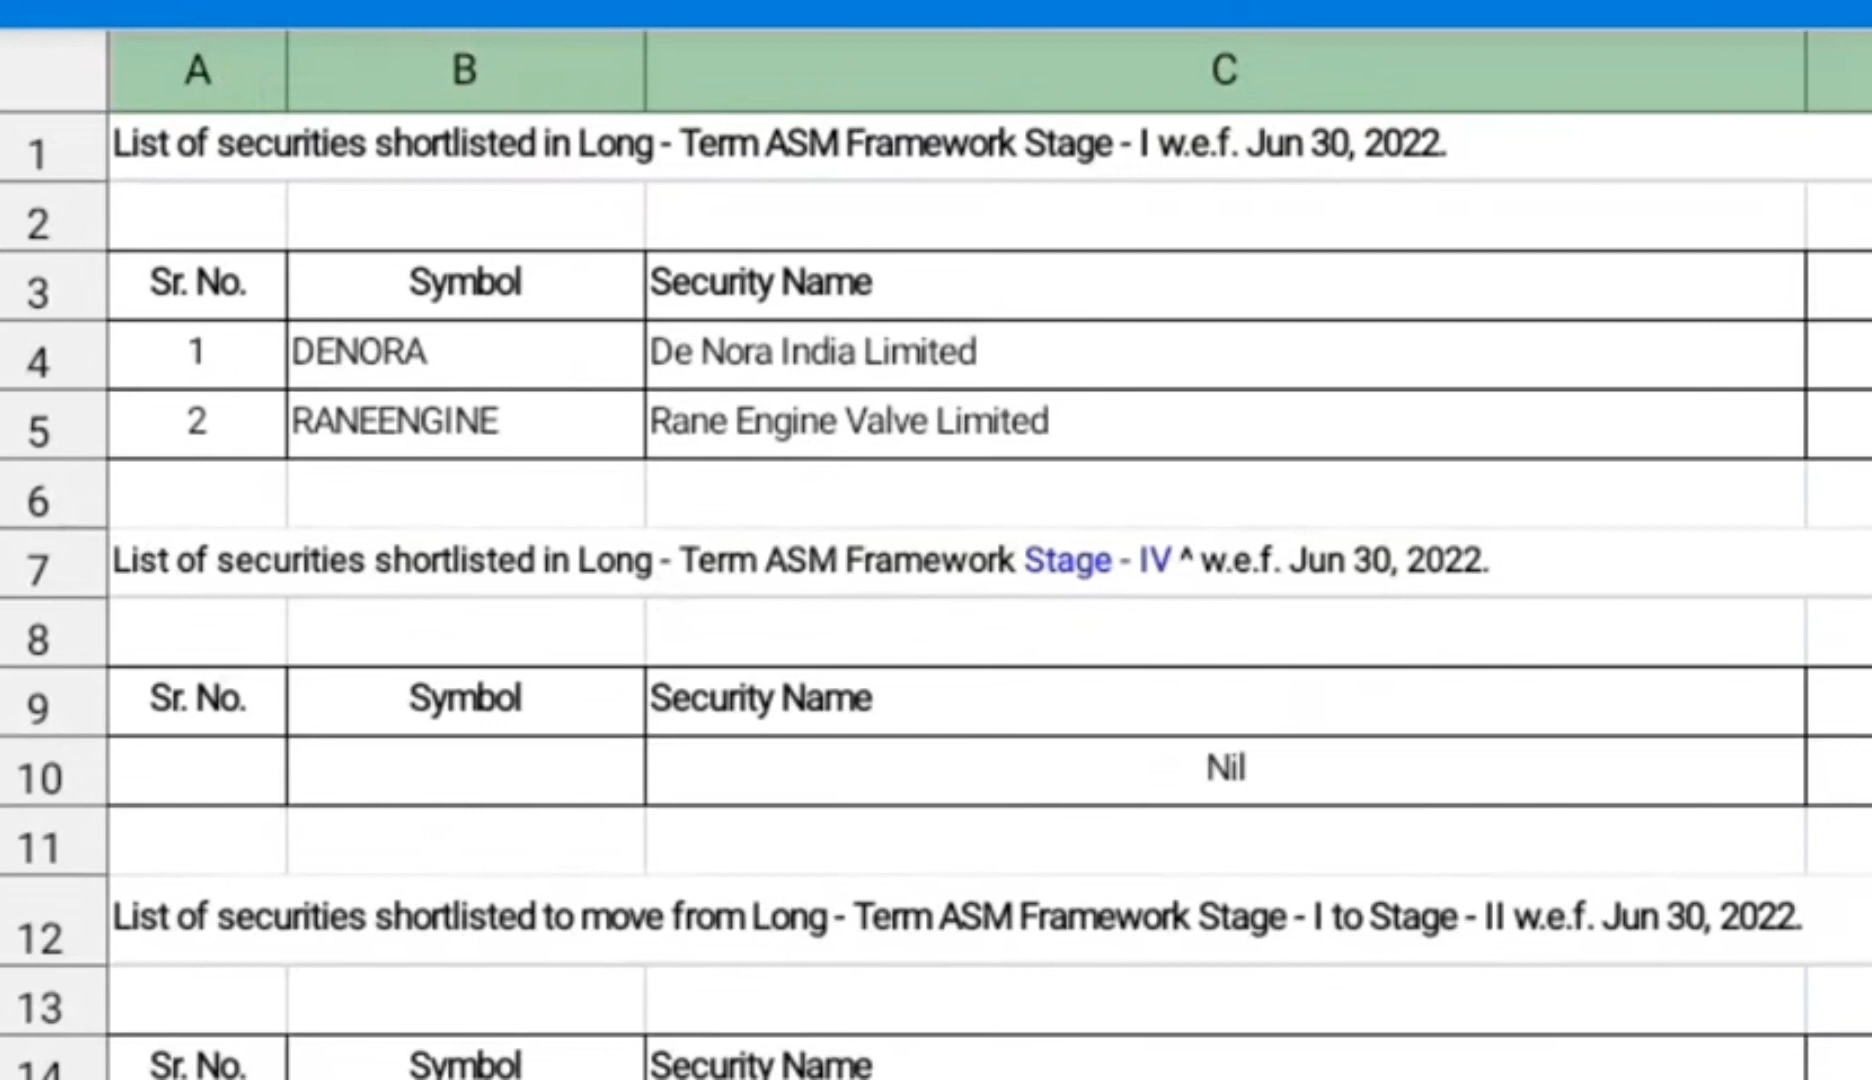 A B C
1 List of securities shortlisted in Long - Term ASM Framework Stage - I w.e.f. Jun 30, 2022.
2
3 Sr. No. Symbol Security Name
4 1 DENORA De Nora India Limited
5 2 RANEENGINE Rane Engine Valve Limited
6
7 List of securities shortlisted in Long - Term ASM Framework Stage - IV ^ w.e.f. Jun 30, 2022.
8
9 Sr. No. Symbol Security Name
10 Nil
11
12 List of securities shortlisted to move from Long - Term ASM Framework Stage - I to Stage - II w.e.f. Jun 30, 2022.
13
14 Sr. No. Symbol Security Name